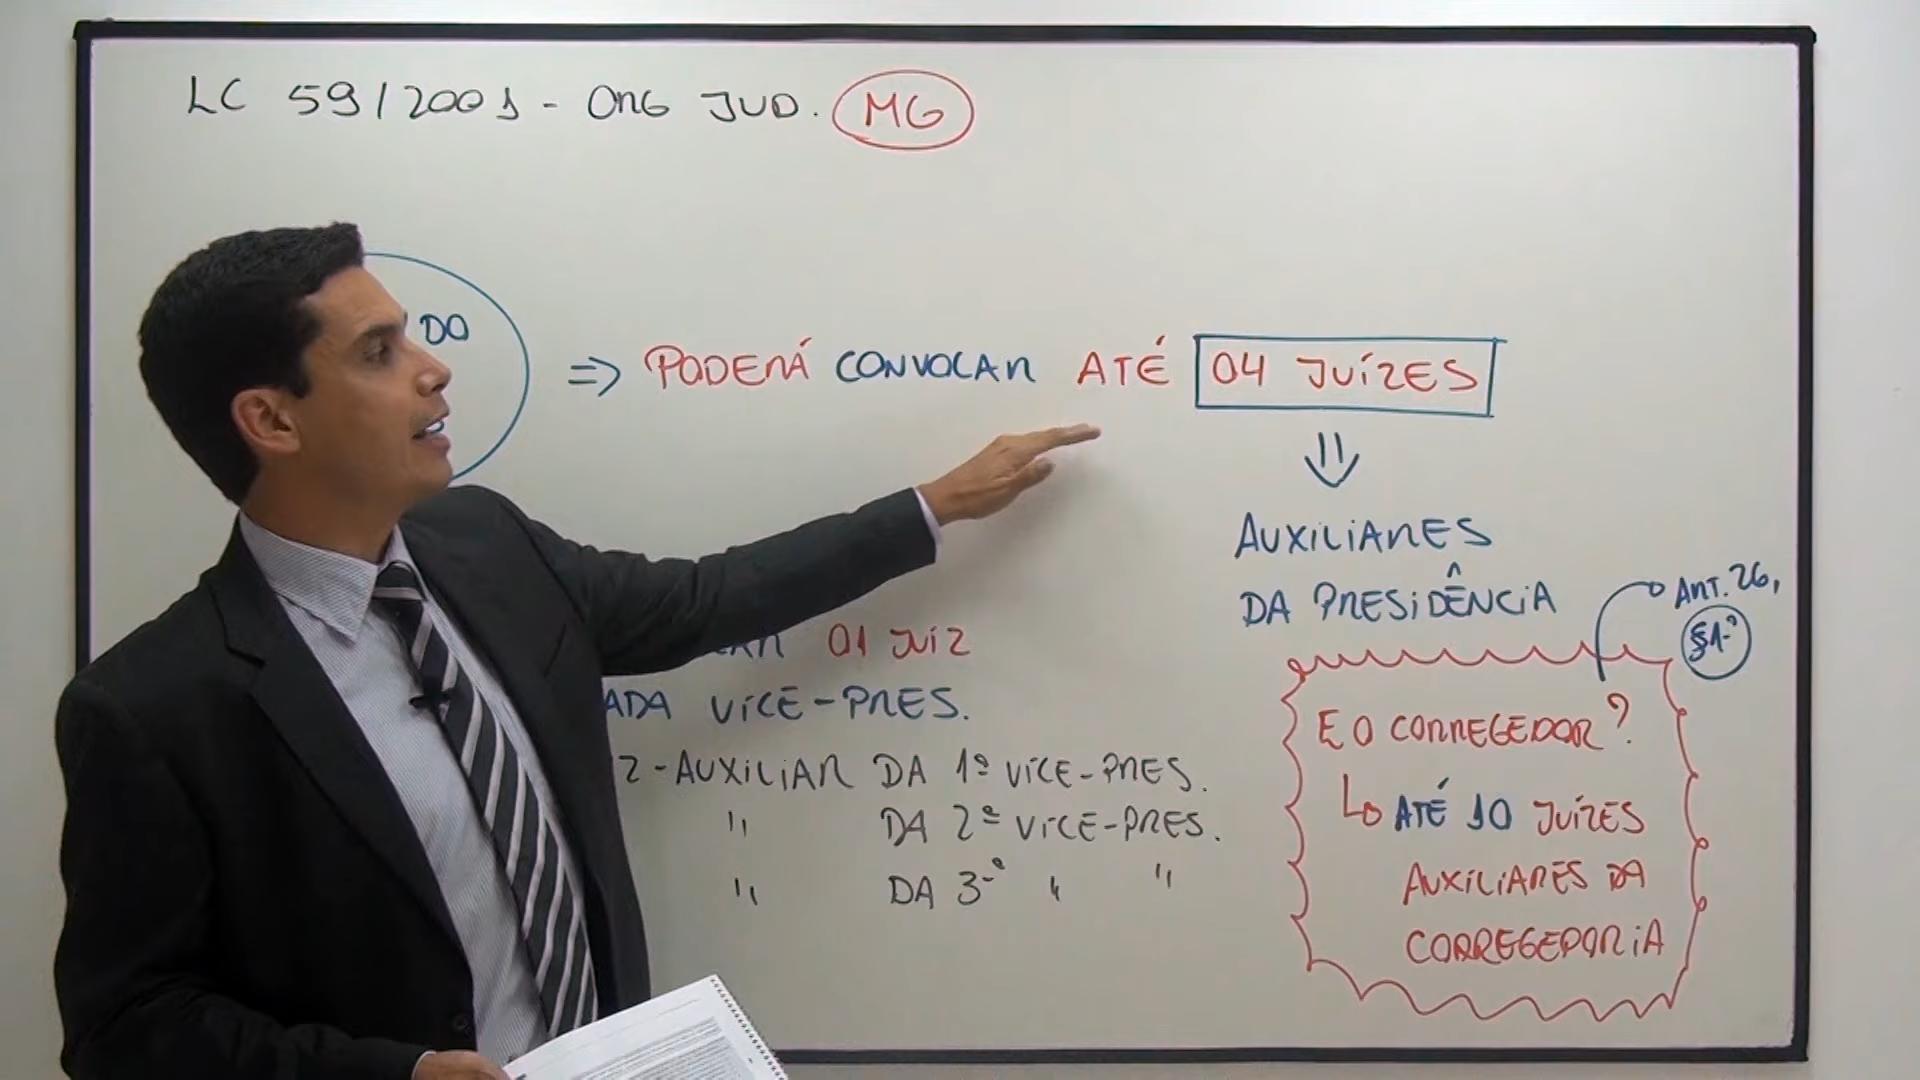 LC 59/2001 - ORG JUD. MG
DO
=> PODERÁ CONVOCAR ATÉ 04 JUÍZES
AUXILIARES
DA PRESIDÊNCIA
ART. 26,
§1º
01 JUIZ
VICE-PRES.
Z-AUXILIAR DA 1º VICE-PRES.
" DA 2ª VICE-PRES.
" DA 3º " "
E O CORREGEDOR?
↳ ATÉ 10 JUÍZES
AUXILIARES DA
CORREGEDORIA